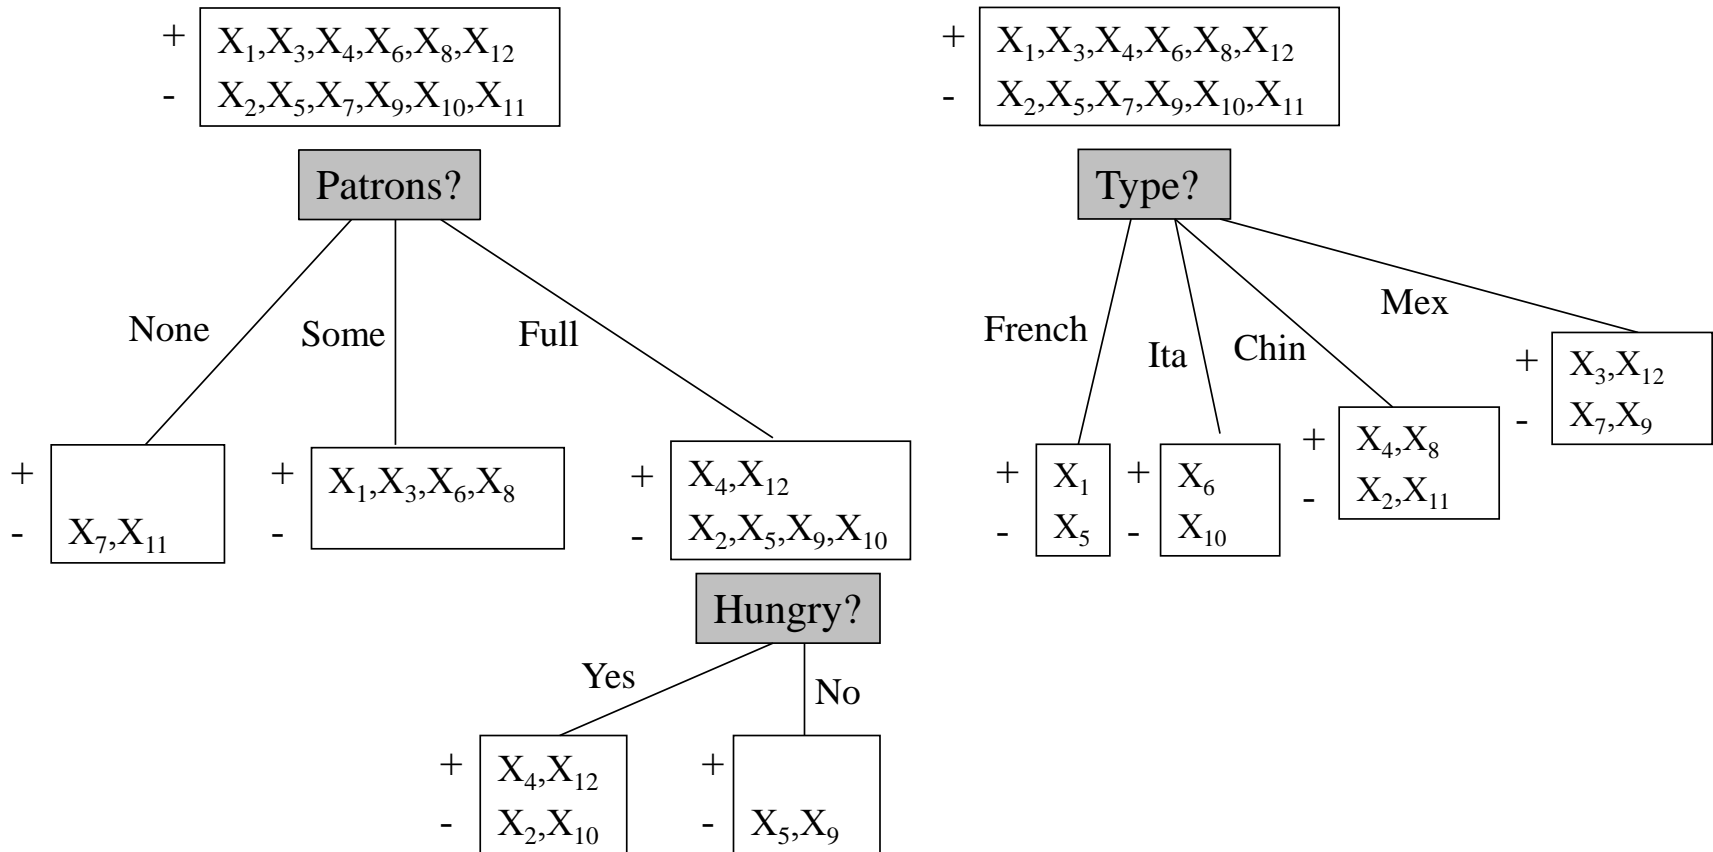 + X₁,X₃,X₄,X₆,X₈,X₁₂
- X₂,X₅,X₇,X₉,X₁₀,X₁₁
Patrons?
None
Some
Full
+
- X₇,X₁₁
+ X₁,X₃,X₆,X₈
-
+ X₄,X₁₂
- X₂,X₅,X₉,X₁₀
Hungry?
Yes
No
+ X₄,X₁₂
- X₂,X₁₀
+
- X₅,X₉
+ X₁,X₃,X₄,X₆,X₈,X₁₂
- X₂,X₅,X₇,X₉,X₁₀,X₁₁
Type?
French
Ita
Chin
Mex
+ X₁
- X₅
+ X₆
- X₁₀
+ X₄,X₈
- X₂,X₁₁
+ X₃,X₁₂
- X₇,X₉